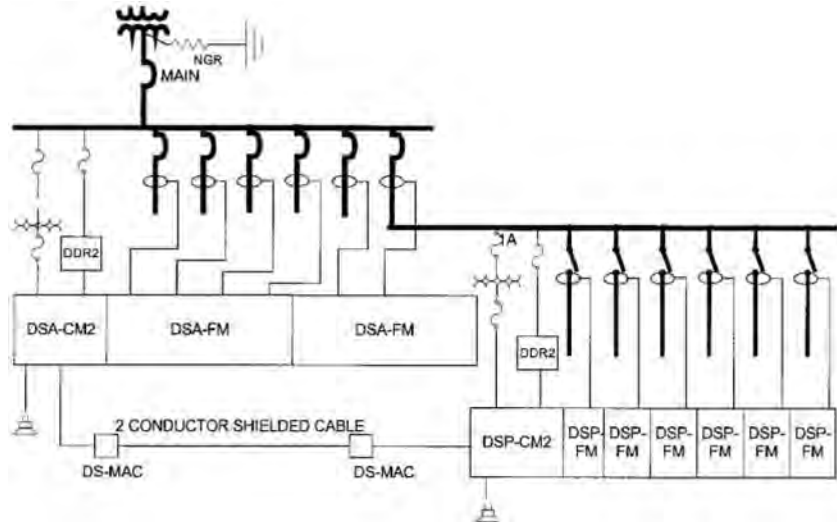 NGR
MAIN
1A
DDR2
DSA-CM2
DSA-FM
DSA-FM
DDR2
2 CONDUCTOR SHIELDED CABLE
DS-MAC
DS-MAC
DSP-CM2
DSP-
FM
DSP-
FM
DSP-
FM
DSP-
FM
DSP-
FM
DSP-
FM